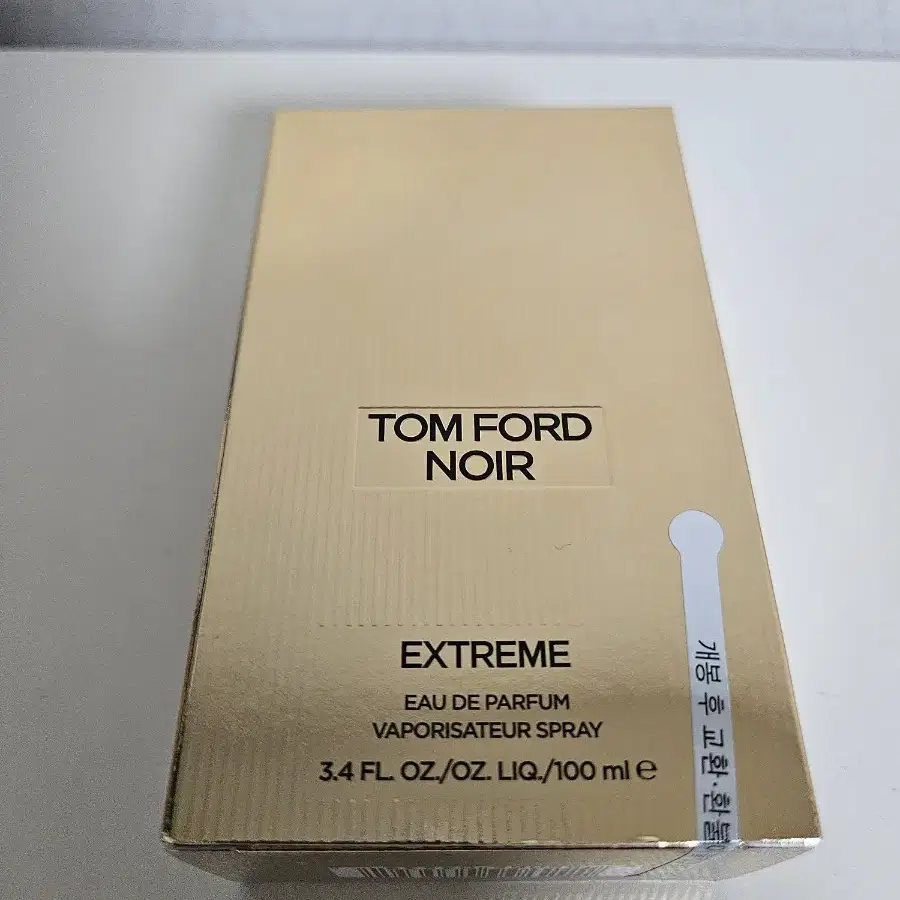 TOM FORD
NOIR
EXTREME
EAU DE PARFUM
VAPORISATEUR SPRAY
3.4 FL. OZ./OZ. LIQ./100 ml ℮
개봉 후 교환·환불